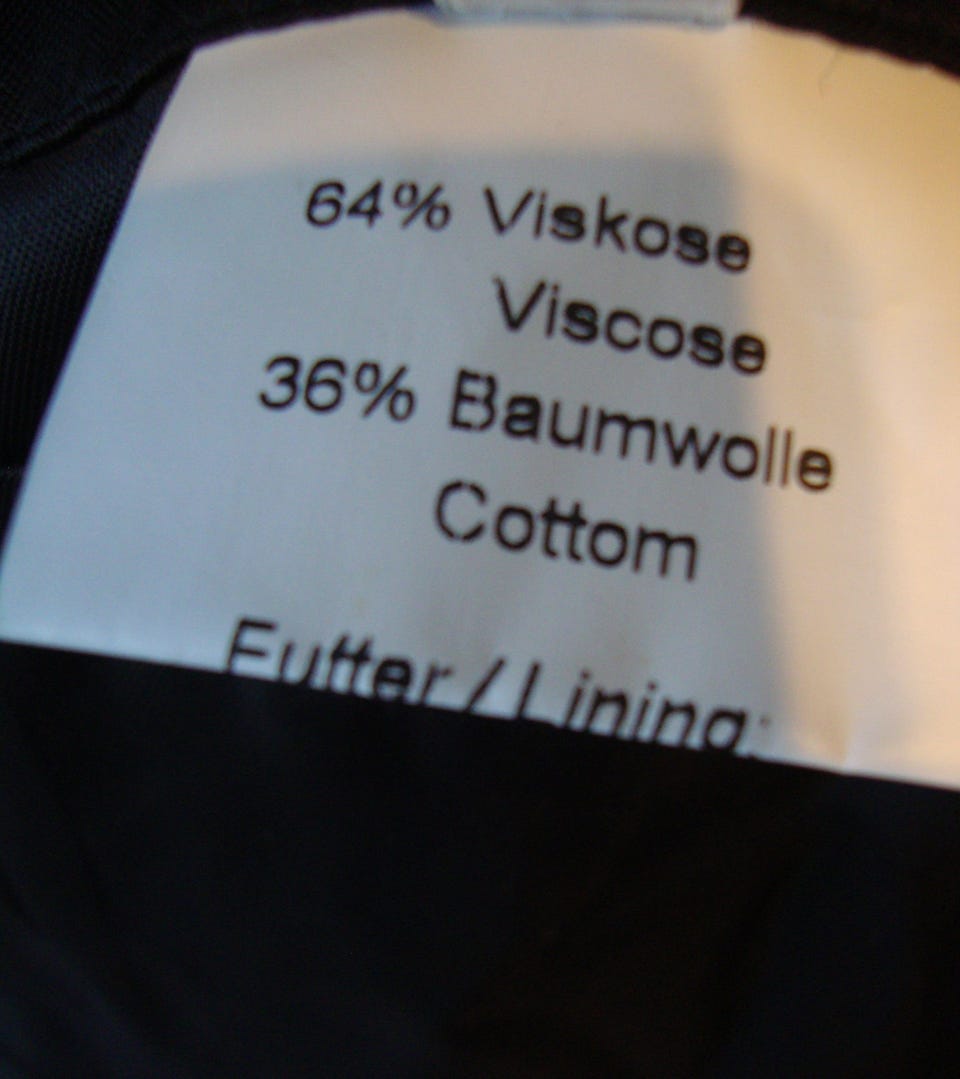 64% Viskose
Viscose
36% Baumwolle
Cottom
Futter / Lining: